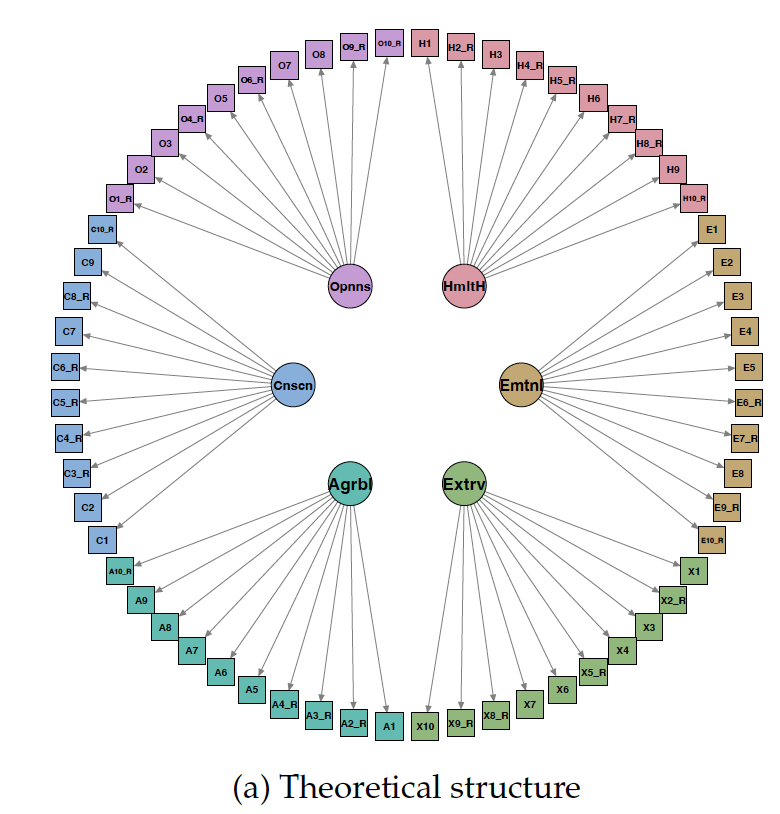 O10_R
H1
O9_R
H2_R
O8
H3
O7
H4_R
O6_R
H5_R
O5
H6
O4_R
H7_R
O3
H8_R
O2
H9
O1_R
H10_R
C10_R
E1
C9
E2
C8_R
E3
C7
E4
C6_R
E5
C5_R
E6_R
C4_R
E7_R
C3_R
E8
C2
E9_R
C1
E10_R
Opnns
HmltH
Cnscn
Emtnl
Agrbl
Extrv
A10_R
X1
A9
X2_R
A8
X3
A7
X4
A6
X5_R
A5
X6
A4_R
X7
A3_R
X8_R
A2_R
X9_R
A1
X10
(a) Theoretical structure